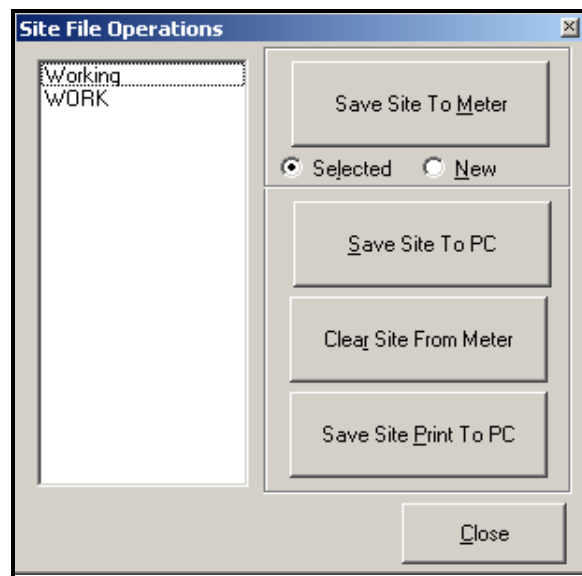 Site File Operations
Working
WORK
Save Site To Meter
Selected New
Save Site To PC
Clear Site From Meter
Save Site Print To PC
Close